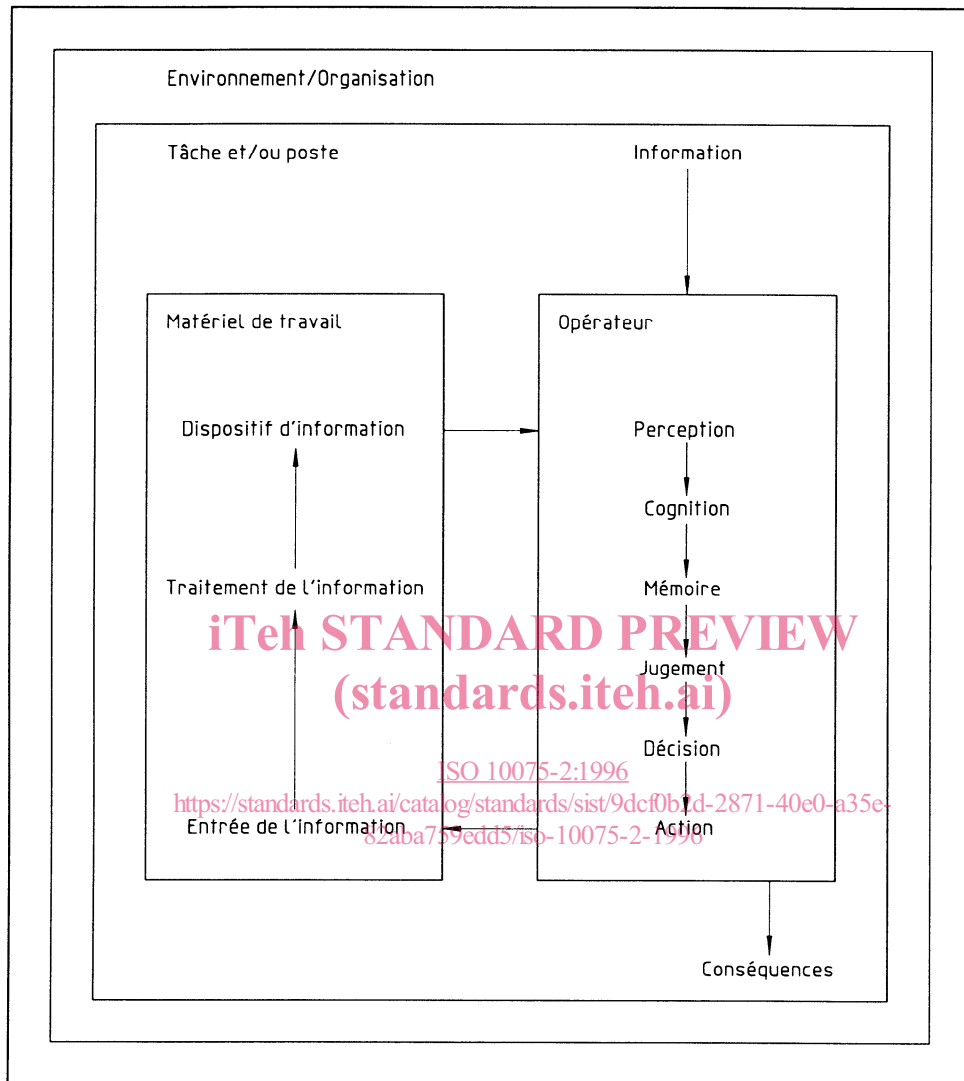 Environnement/Organisation
Tâche et/ou poste
Information
Matériel de travail
Opérateur
Dispositif d'information
Perception
Cognition
Traitement de l'information
Mémoire
iTeh STANDARD PREVIEW
Jugement
(standards.iteh.ai)
Décision
ISO 10075-2:1996
https://standards.iteh.ai/catalog/standards/sist/9dcf0b2d-2871-40e0-a35e-
Entrée de l'information
Action
82aba759edd5/iso-10075-2-1996
Conséquences